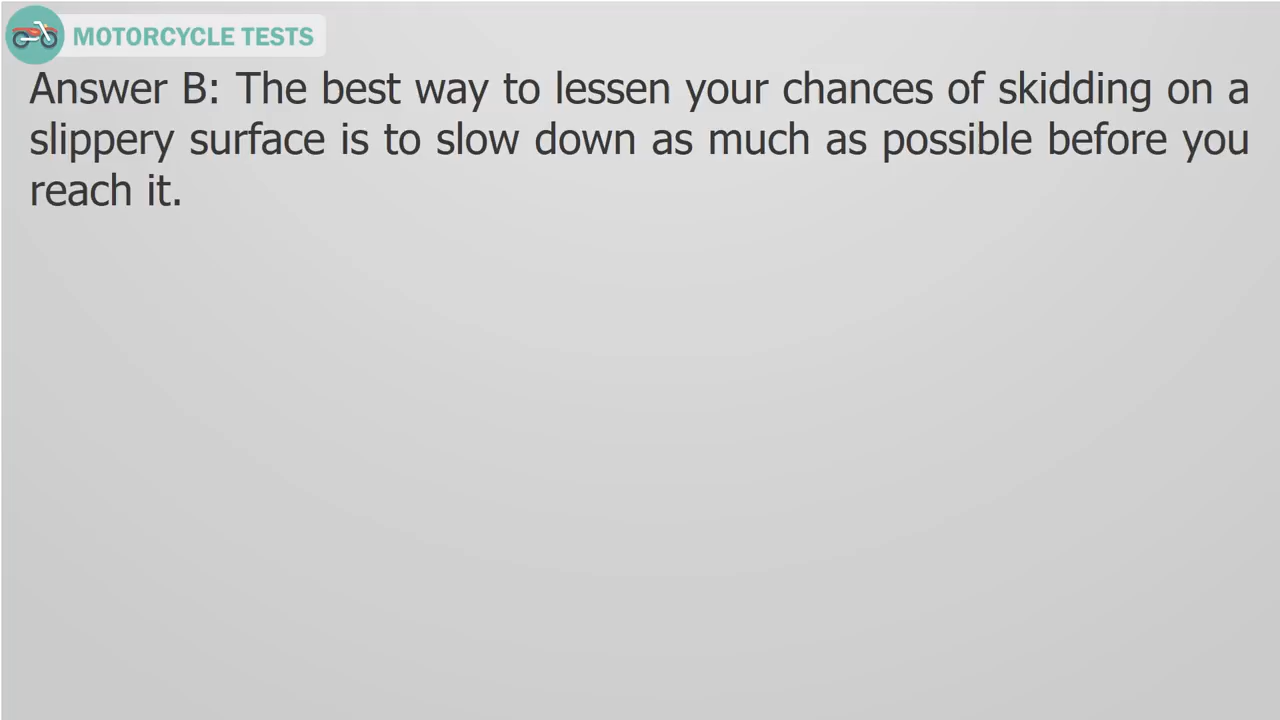 MOTORCYCLE TESTS
Answer B: The best way to lessen your chances of skidding on a
slippery surface is to slow down as much as possible before you
reach it.